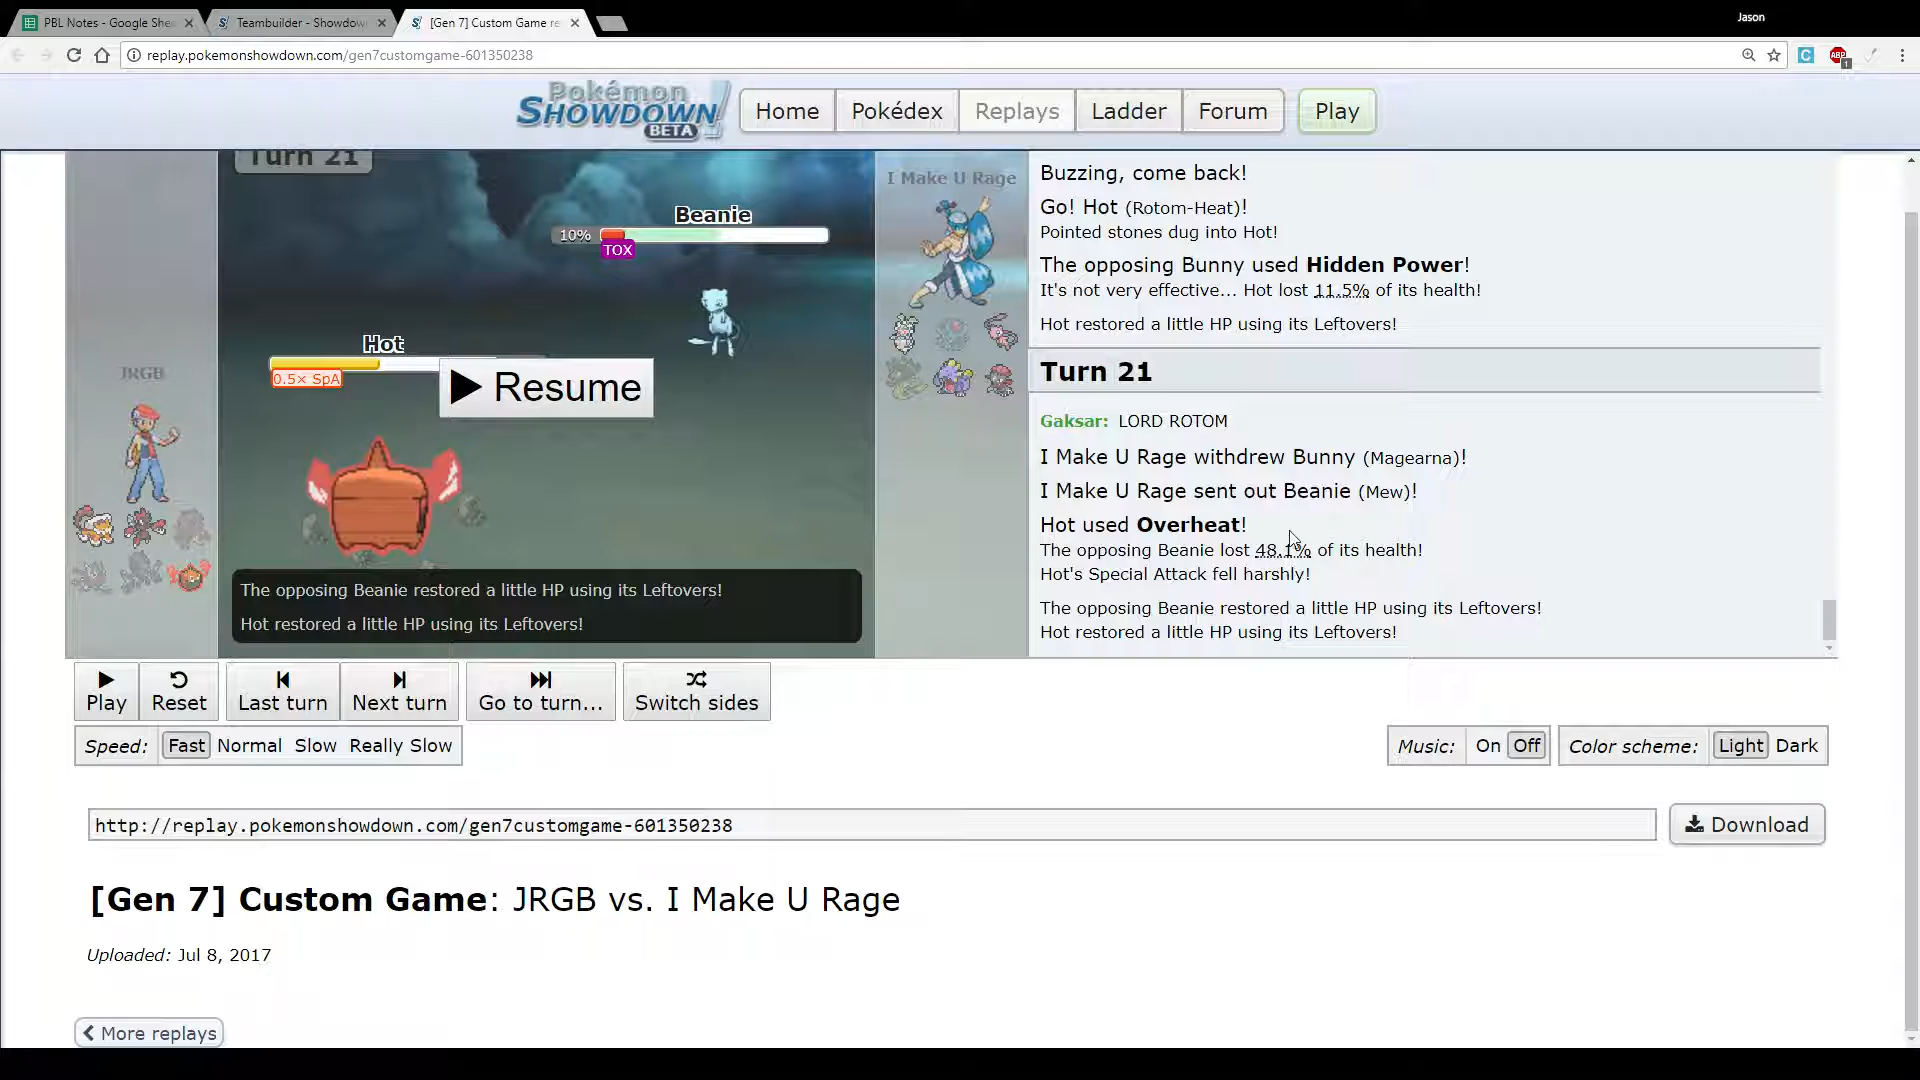 PBL Notes - Google She
Teambuilder - Showdow
[Gen 7] Custom Game re
Jason
replay.pokemonshowdown.com/gen7customgame-601350238
Pokémon
SHOWDOWN!
BETA
Home
Pokédex
Replays
Ladder
Forum
Play
Turn 21
I Make U Rage
Beanie
10%
TOX
Hot
0.5× SpA
JRGB
Resume
The opposing Beanie restored a little HP using its Leftovers!
Hot restored a little HP using its Leftovers!
Buzzing, come back!
Go! Hot (Rotom-Heat)!
Pointed stones dug into Hot!
The opposing Bunny used Hidden Power!
It's not very effective... Hot lost 11.5% of its health!
Hot restored a little HP using its Leftovers!
Turn 21
Gaksar: LORD ROTOM
I Make U Rage withdrew Bunny (Magearna)!
I Make U Rage sent out Beanie (Mew)!
Hot used Overheat!
The opposing Beanie lost 48.1% of its health!
Hot's Special Attack fell harshly!
The opposing Beanie restored a little HP using its Leftovers!
Hot restored a little HP using its Leftovers!
Play
Reset
Last turn
Next turn
Go to turn...
Switch sides
Speed: Fast Normal Slow Really Slow
Music: On Off
Color scheme: Light Dark
http://replay.pokemonshowdown.com/gen7customgame-601350238
Download
[Gen 7] Custom Game: JRGB vs. I Make U Rage
Uploaded: Jul 8, 2017
More replays